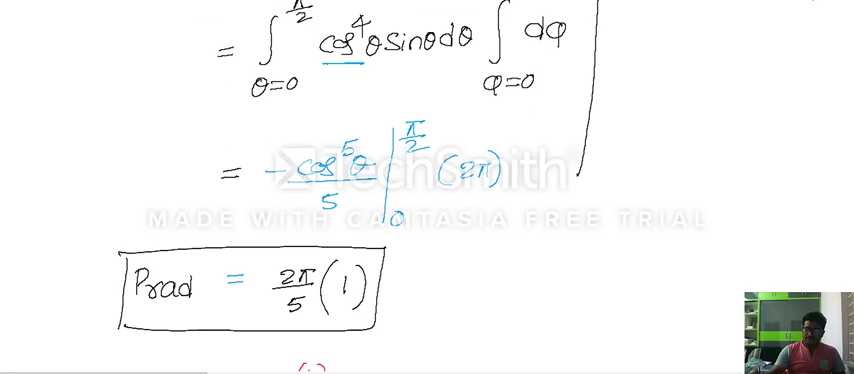 = ∫_{θ=0}^{π/2} cos⁴θ sinθ dθ ∫_{φ=0} dφ
= - cos⁵θ / 5 |_0^{π/2} (2π)
TechSmith
MADE WITH CAMTASIA FREE TRIAL
Prad = 2π/5 (1)